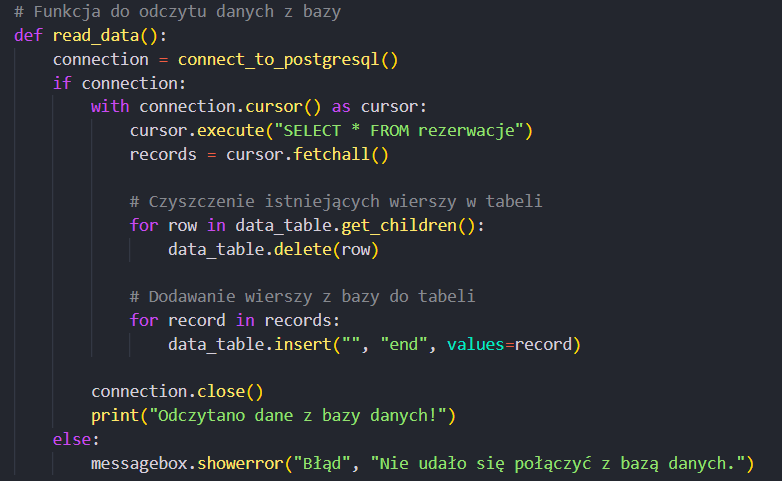 # Funkcja do odczytu danych z bazy
def read_data():
    connection = connect_to_postgresql()
    if connection:
        with connection.cursor() as cursor:
            cursor.execute("SELECT * FROM rezerwacje")
            records = cursor.fetchall()

            # Czyszczenie istniejących wierszy w tabeli
            for row in data_table.get_children():
                data_table.delete(row)

            # Dodawanie wierszy z bazy do tabeli
            for record in records:
                data_table.insert("", "end", values=record)

        connection.close()
        print("Odczytano dane z bazy danych!")
    else:
        messagebox.showerror("Błąd", "Nie udało się połączyć z bazą danych.")